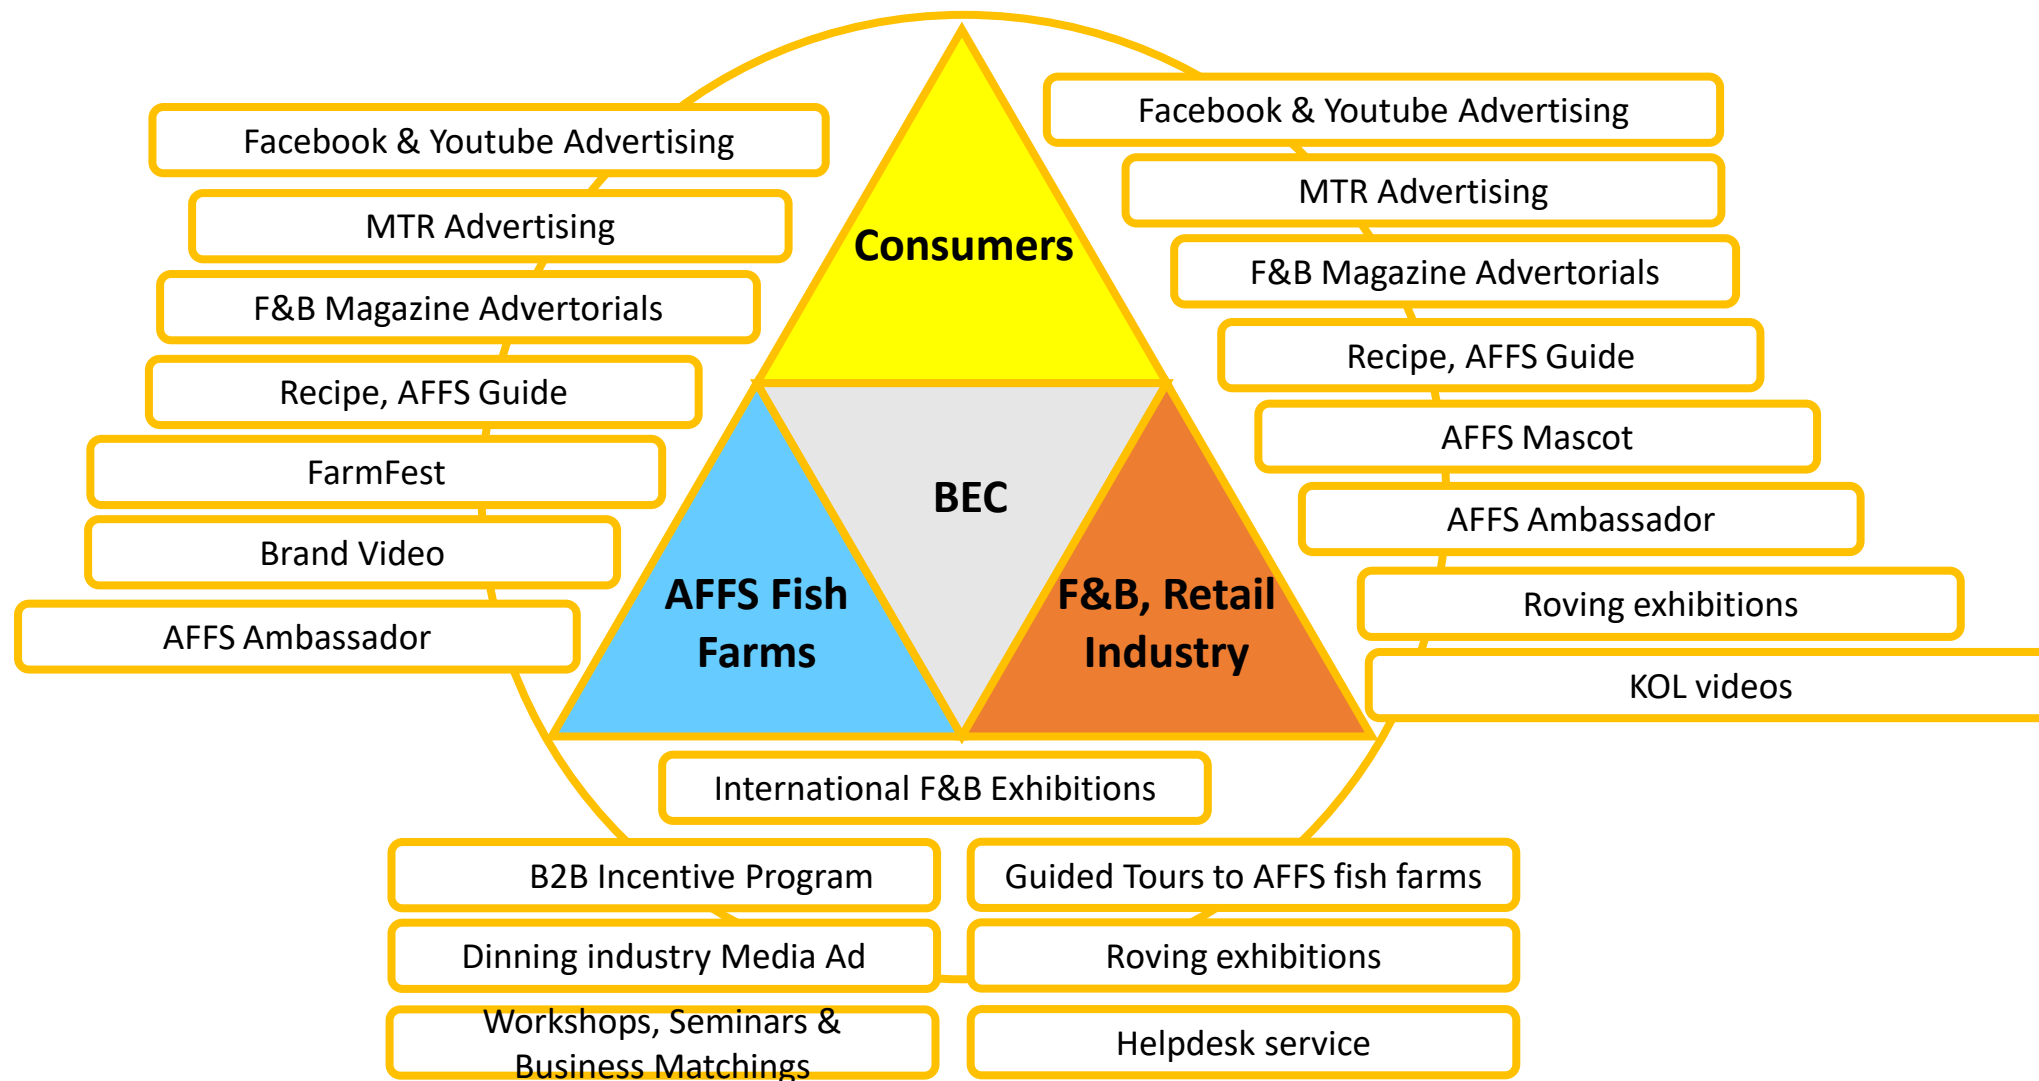 Facebook & Youtube Advertising
MTR Advertising
F&B Magazine Advertorials
Recipe, AFFS Guide
FarmFest
Brand Video
AFFS Ambassador
Consumers
BEC
AFFS Fish
Farms
F&B, Retail
Industry
Facebook & Youtube Advertising
MTR Advertising
F&B Magazine Advertorials
Recipe, AFFS Guide
AFFS Mascot
AFFS Ambassador
Roving exhibitions
KOL videos
International F&B Exhibitions
B2B Incentive Program
Guided Tours to AFFS fish farms
Dinning industry Media Ad
Roving exhibitions
Workshops, Seminars &
Business Matchings
Helpdesk service